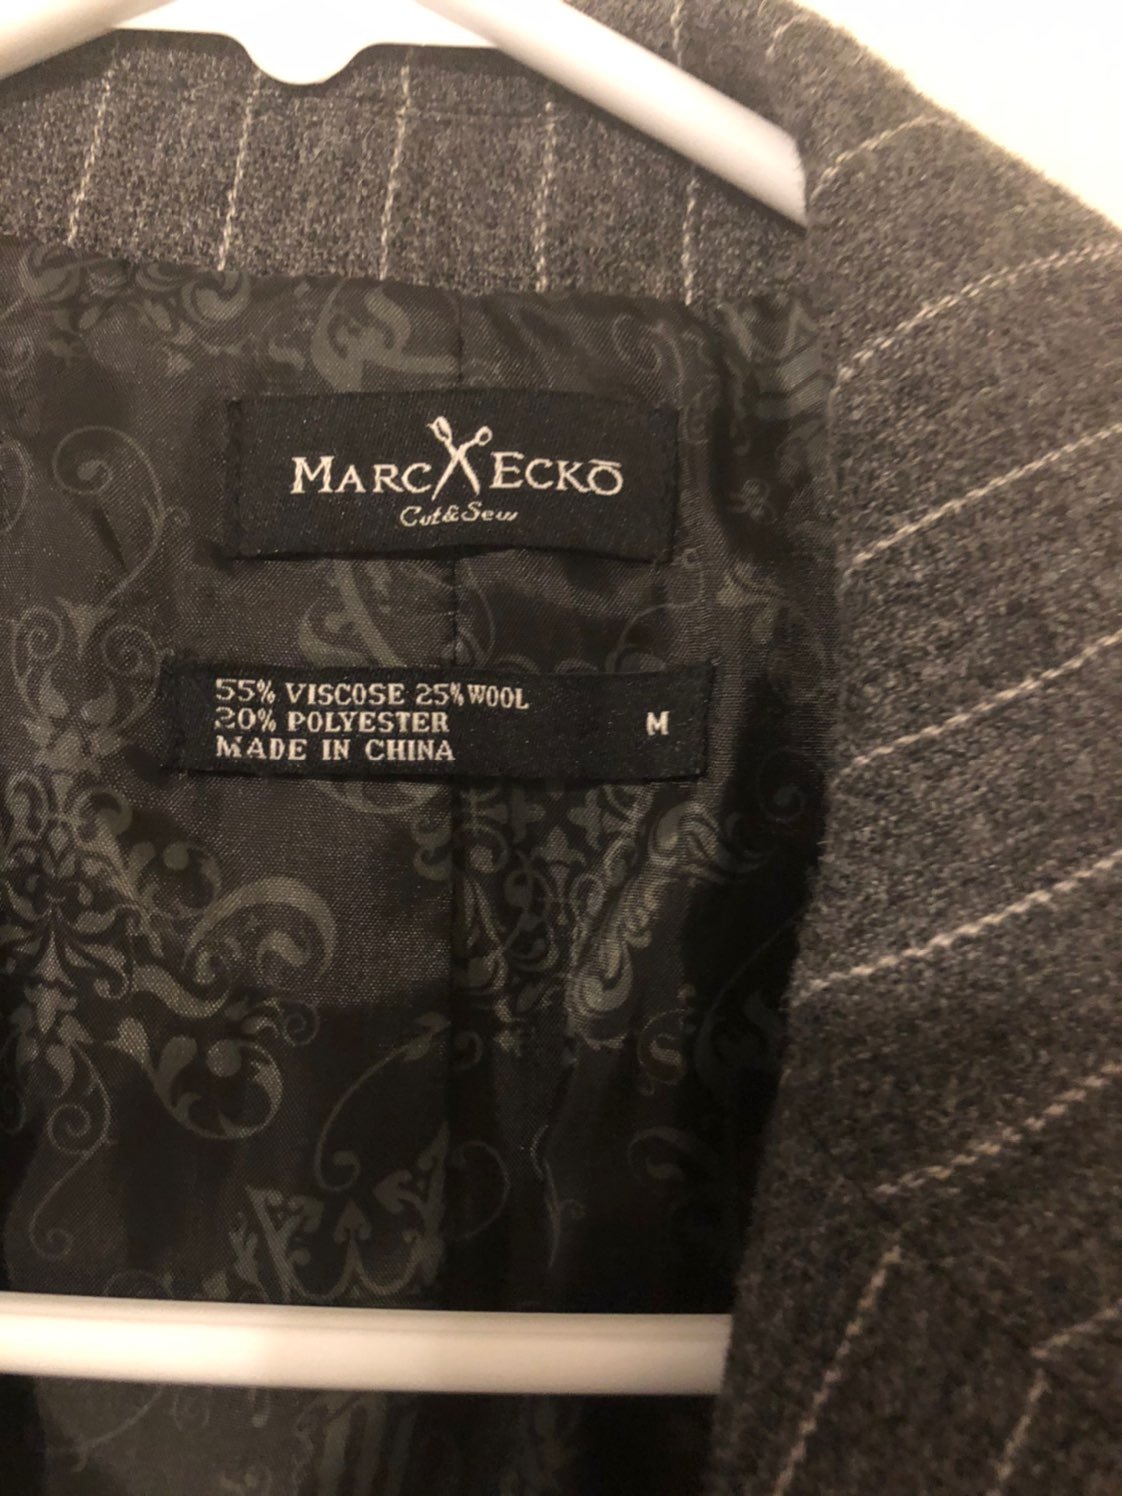 MARC ECKŌ
Cut & Sew
55% VISCOSE 25% WOOL
20% POLYESTER
MADE IN CHINA
M